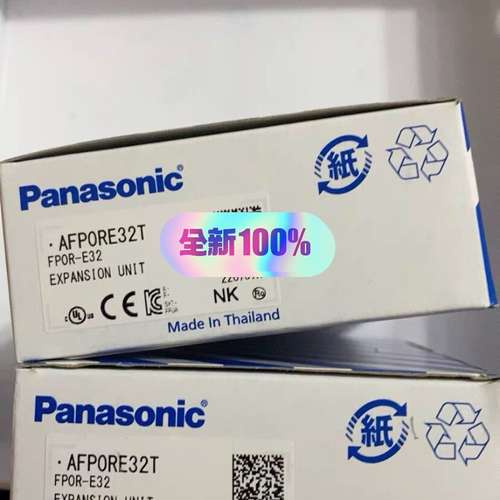 Panasonic
紙
· AFP0RE32T
FP0R-E32
EXPANSION UNIT
全新100%
NK
Made In Thailand
Panasonic
紙
· AFP0RE32T
FP0R-E32
EXPANSION UNIT